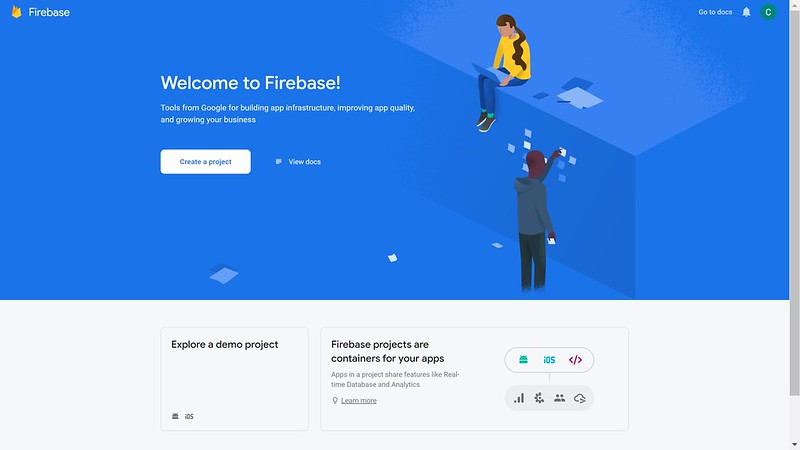 Firebase
Go to docs
C
Welcome to Firebase!
Tools from Google for building app infrastructure, improving app quality,
and growing your business
Create a project
View docs
Explore a demo project
iOS
Firebase projects are
containers for your apps
Apps in a project share features like Real-
time Database and Analytics
Learn more
iOS